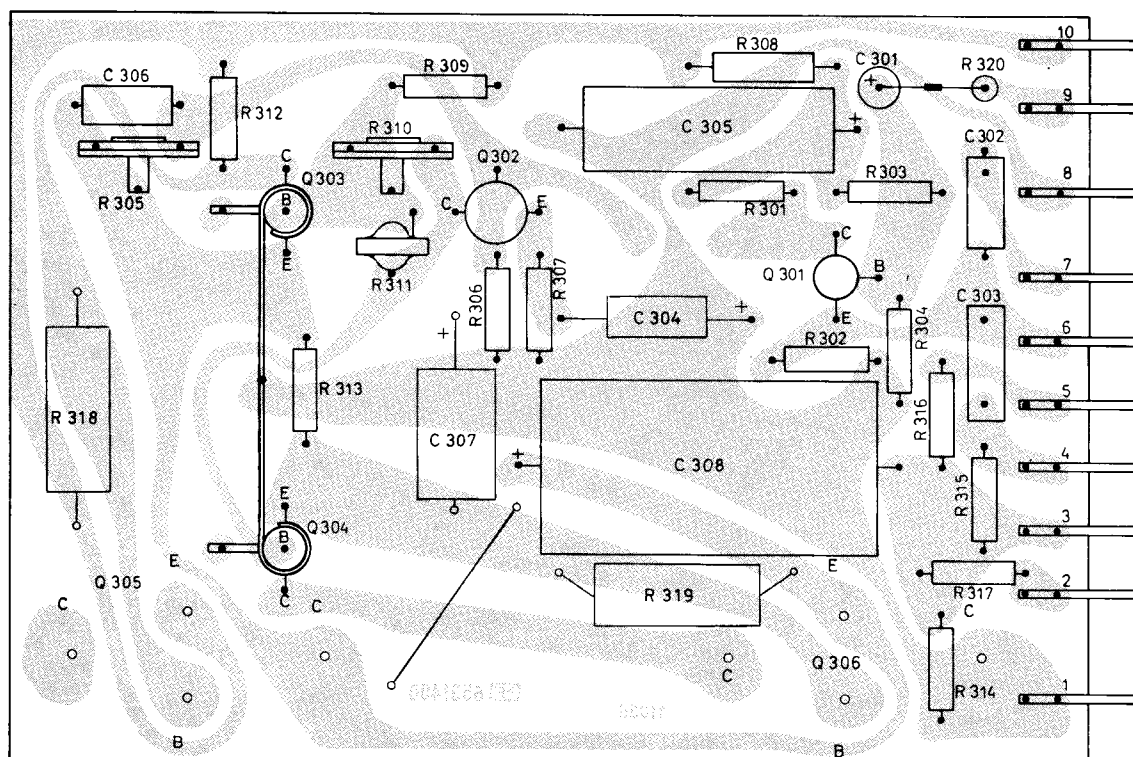 10
R 308
C 301
R 320
C 306
R 309
9
R 312
C 305
+
+
R 310
Q 302
C 302
C
Q 303
8
R 303
R 305
R 301
B
C
E
C
E
Q 301
B
R 311
7
R 306
R 307
C 303
C 304
+
E
R 304
+
R 302
6
R 313
R 318
5
R 316
C 307
C 308
+
4
R 315
E
Q 304
3
B
E
Q 305
E
R 319
2
C
C
C
R 317
C
Q 306
C
R 314
1
B
B